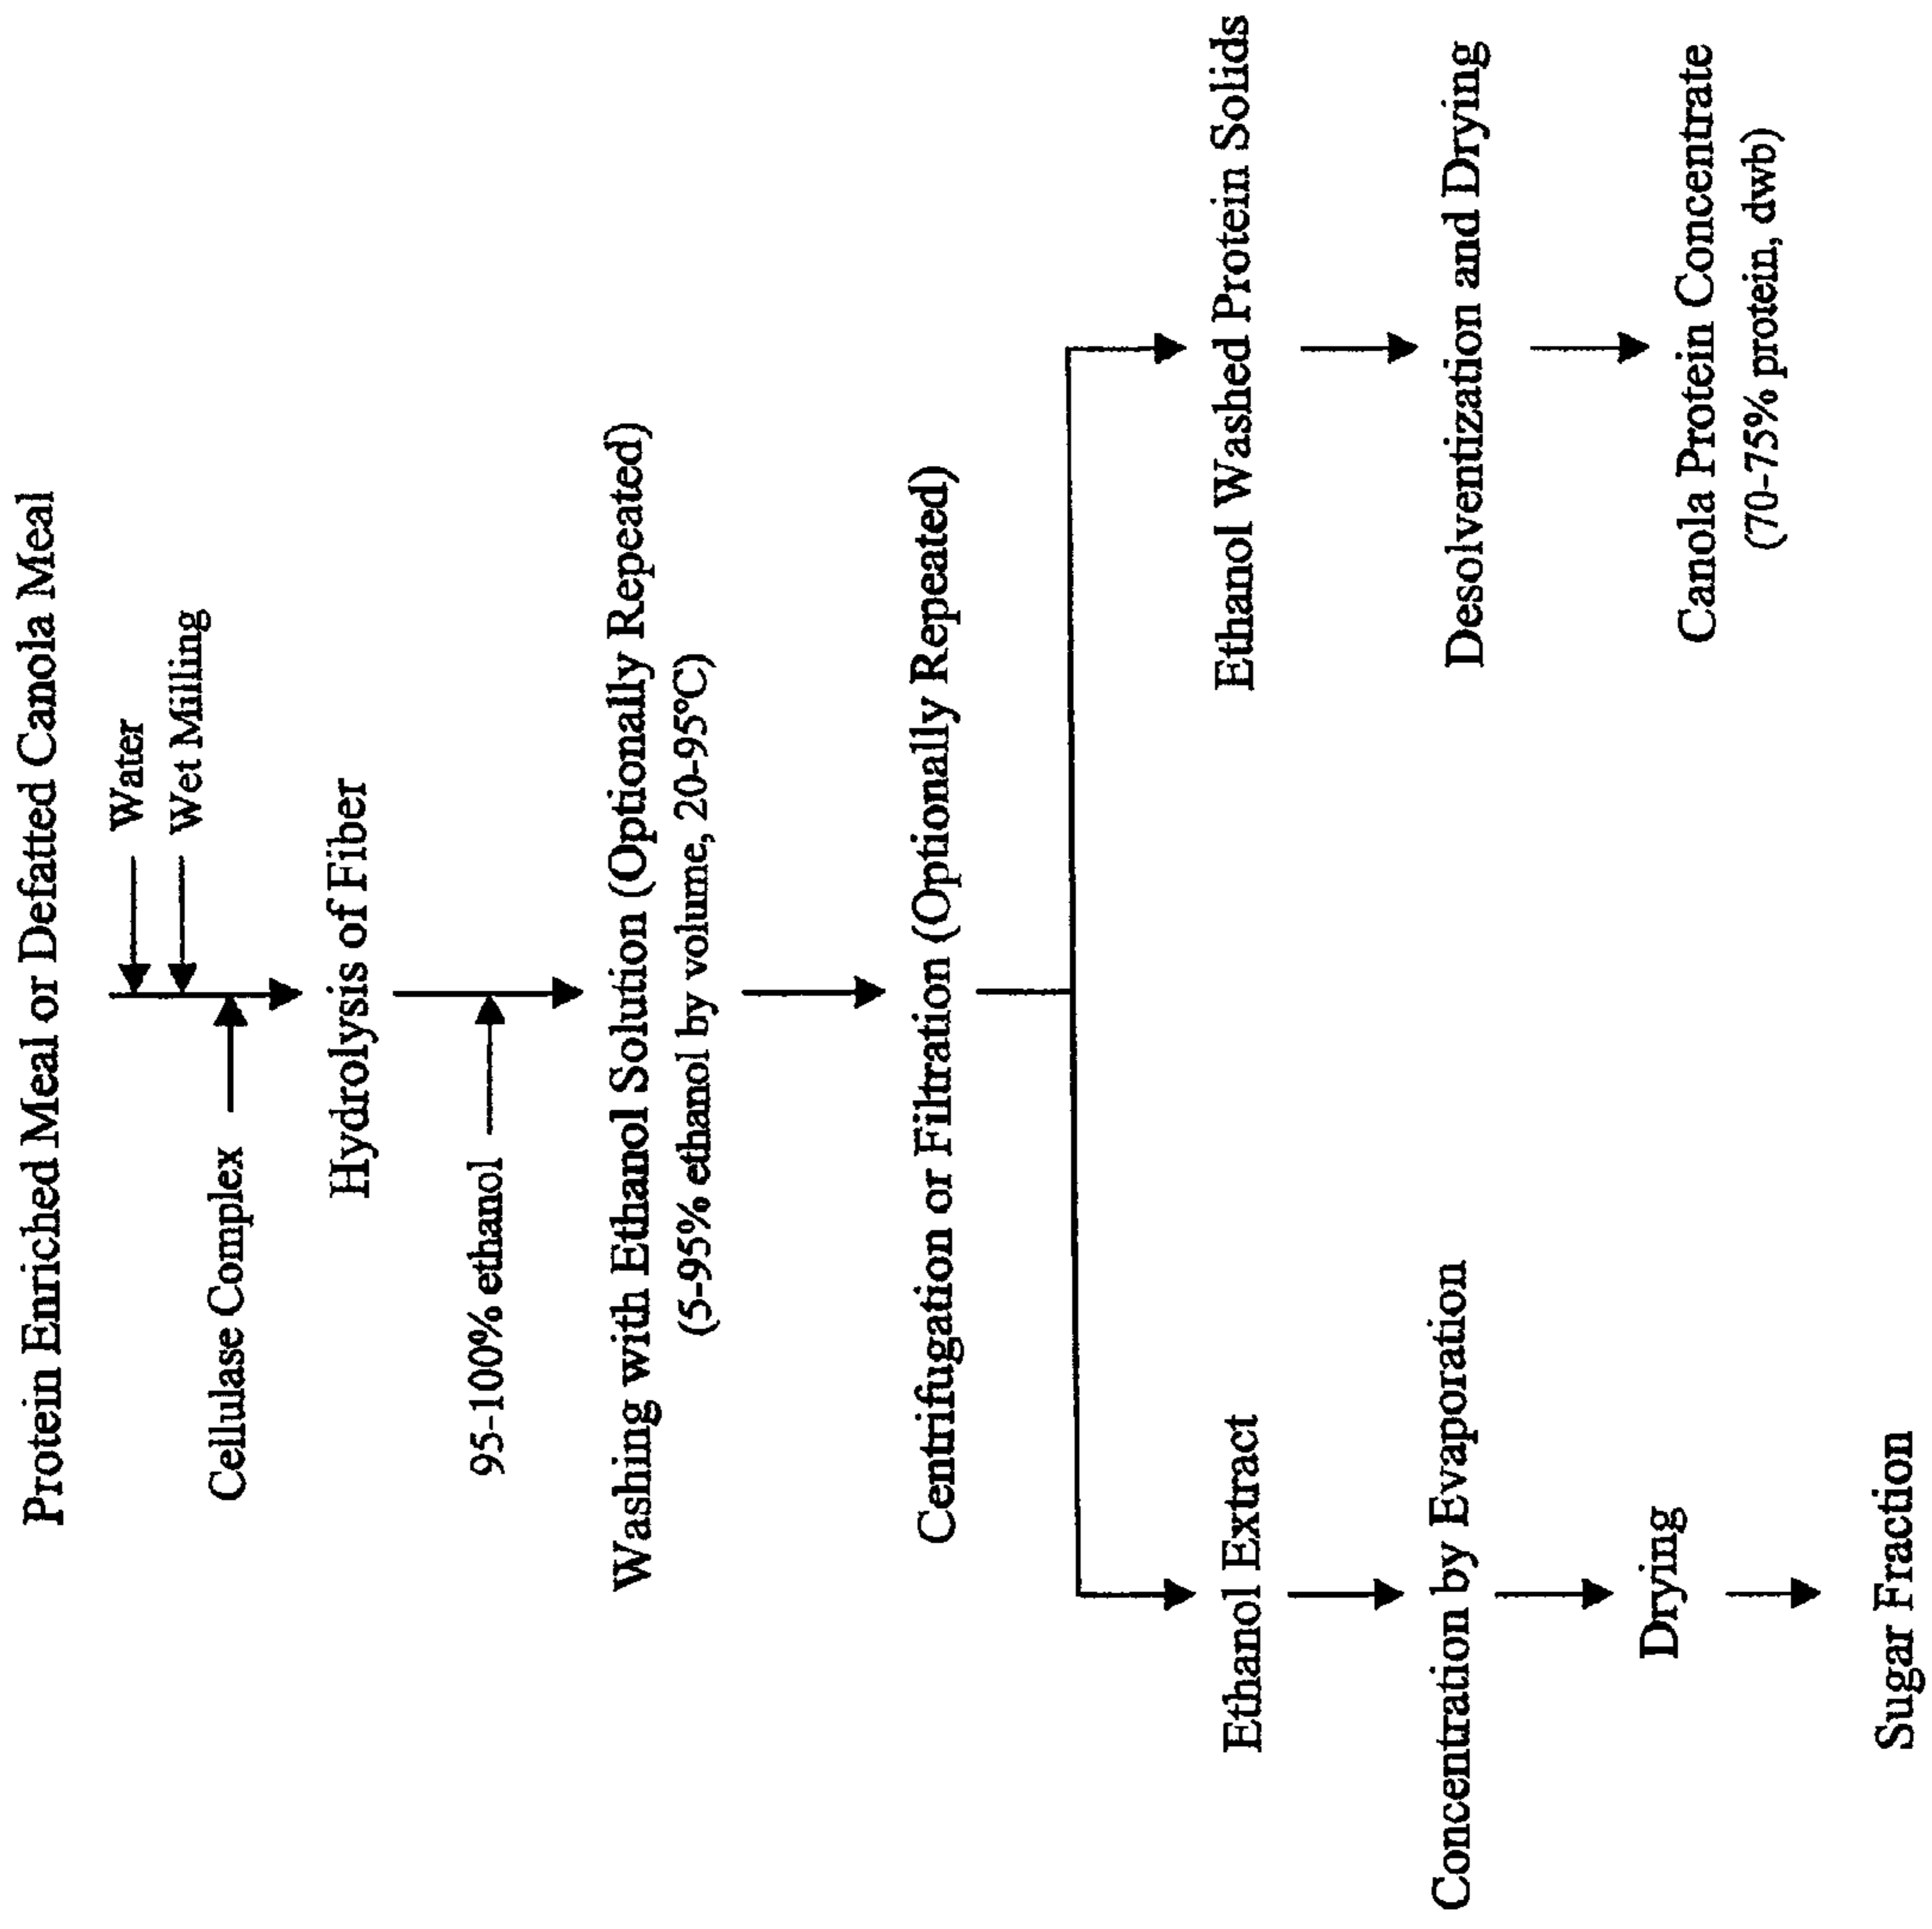 Protein Enriched Meal or Defatted Canola Meal
Water
Wet Milling
Cellulase Complex
Hydrolysis of Fiber
95-100% ethanol
Washing with Ethanol Solution (Optionally Repeated)
(5-95% ethanol by volume, 20-95°C)
Centrifugation or Filtration (Optionally Repeated)
Ethanol Extract
Concentration by Evaporation
Drying
Sugar Fraction
Ethanol Washed Protein Solids
Desolventization and Drying
Canola Protein Concentrate
(70-75% protein, dwb)